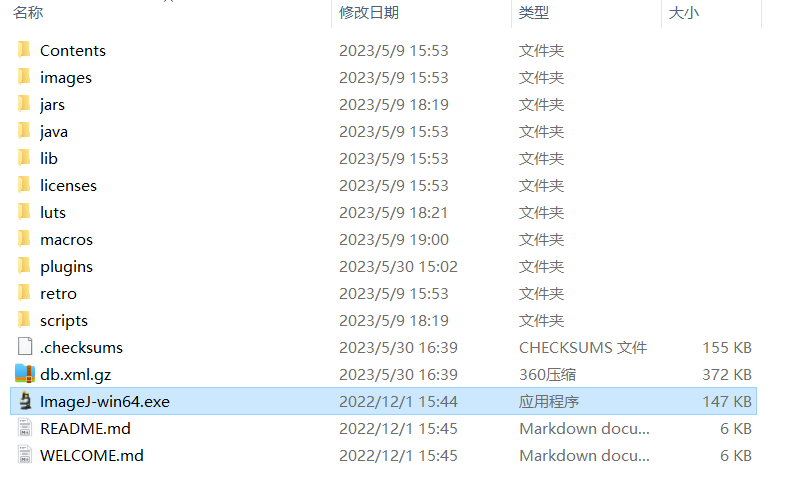 名称 修改日期 类型 大小
Contents 2023/5/9 15:53 文件夹
images 2023/5/9 15:53 文件夹
jars 2023/5/9 18:19 文件夹
java 2023/5/9 15:53 文件夹
lib 2023/5/9 15:53 文件夹
licenses 2023/5/9 15:53 文件夹
luts 2023/5/9 18:21 文件夹
macros 2023/5/9 19:00 文件夹
plugins 2023/5/30 15:02 文件夹
retro 2023/5/9 15:53 文件夹
scripts 2023/5/9 18:19 文件夹
.checksums 2023/5/30 16:39 CHECKSUMS 文件 155 KB
db.xml.gz 2023/5/30 16:39 360压缩 372 KB
ImageJ-win64.exe 2022/12/1 15:44 应用程序 147 KB
README.md 2022/12/1 15:45 Markdown docu... 6 KB
WELCOME.md 2022/12/1 15:45 Markdown docu... 6 KB